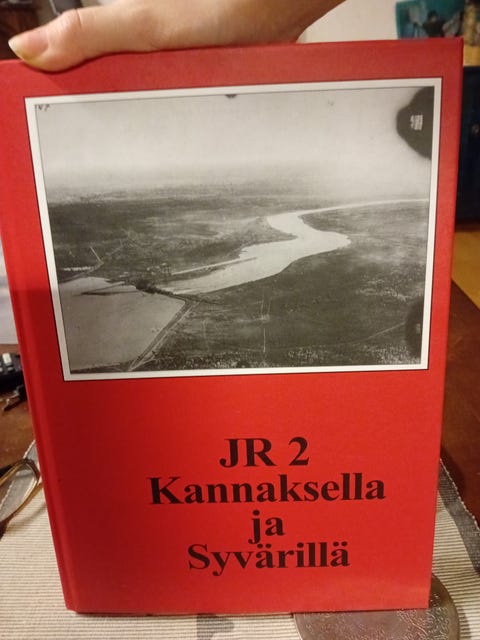 JR 2
Kannaksella
ja
Syvärillä